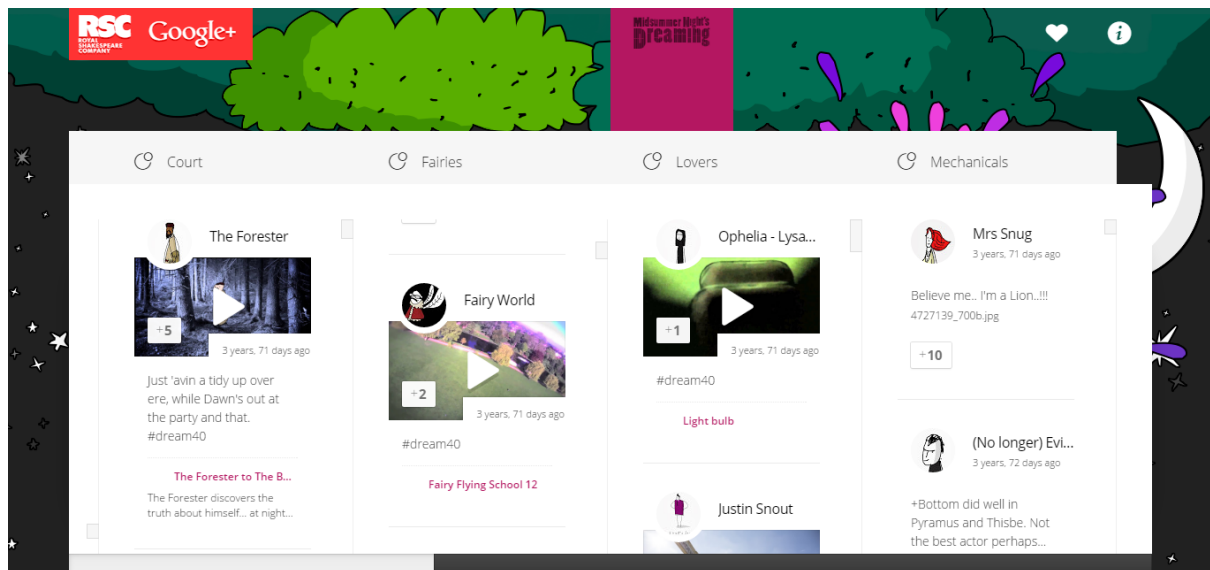 RSC
ROYAL
SHAKESPEARE
COMPANY
Google+
Midsummer Night's
Dreaming
i
Court
Fairies
Lovers
Mechanicals
The Forester
+5
3 years, 71 days ago
Just 'avin a tidy up over
ere, while Dawn's out at
the party and that.
#dream40
The Forester to The B...
The Forester discovers the
truth about himself... at night...
Fairy World
+2
3 years, 71 days ago
#dream40
Fairy Flying School 12
Ophelia - Lysa...
+1
3 years, 71 days ago
#dream40
Light bulb
Justin Snout
Mrs Snug
3 years, 71 days ago
Believe me.. I'm a Lion..!!!
4727139_700b.jpg
+10
(No longer) Evi...
3 years, 72 days ago
+Bottom did well in
Pyramus and Thisbe. Not
the best actor perhaps...